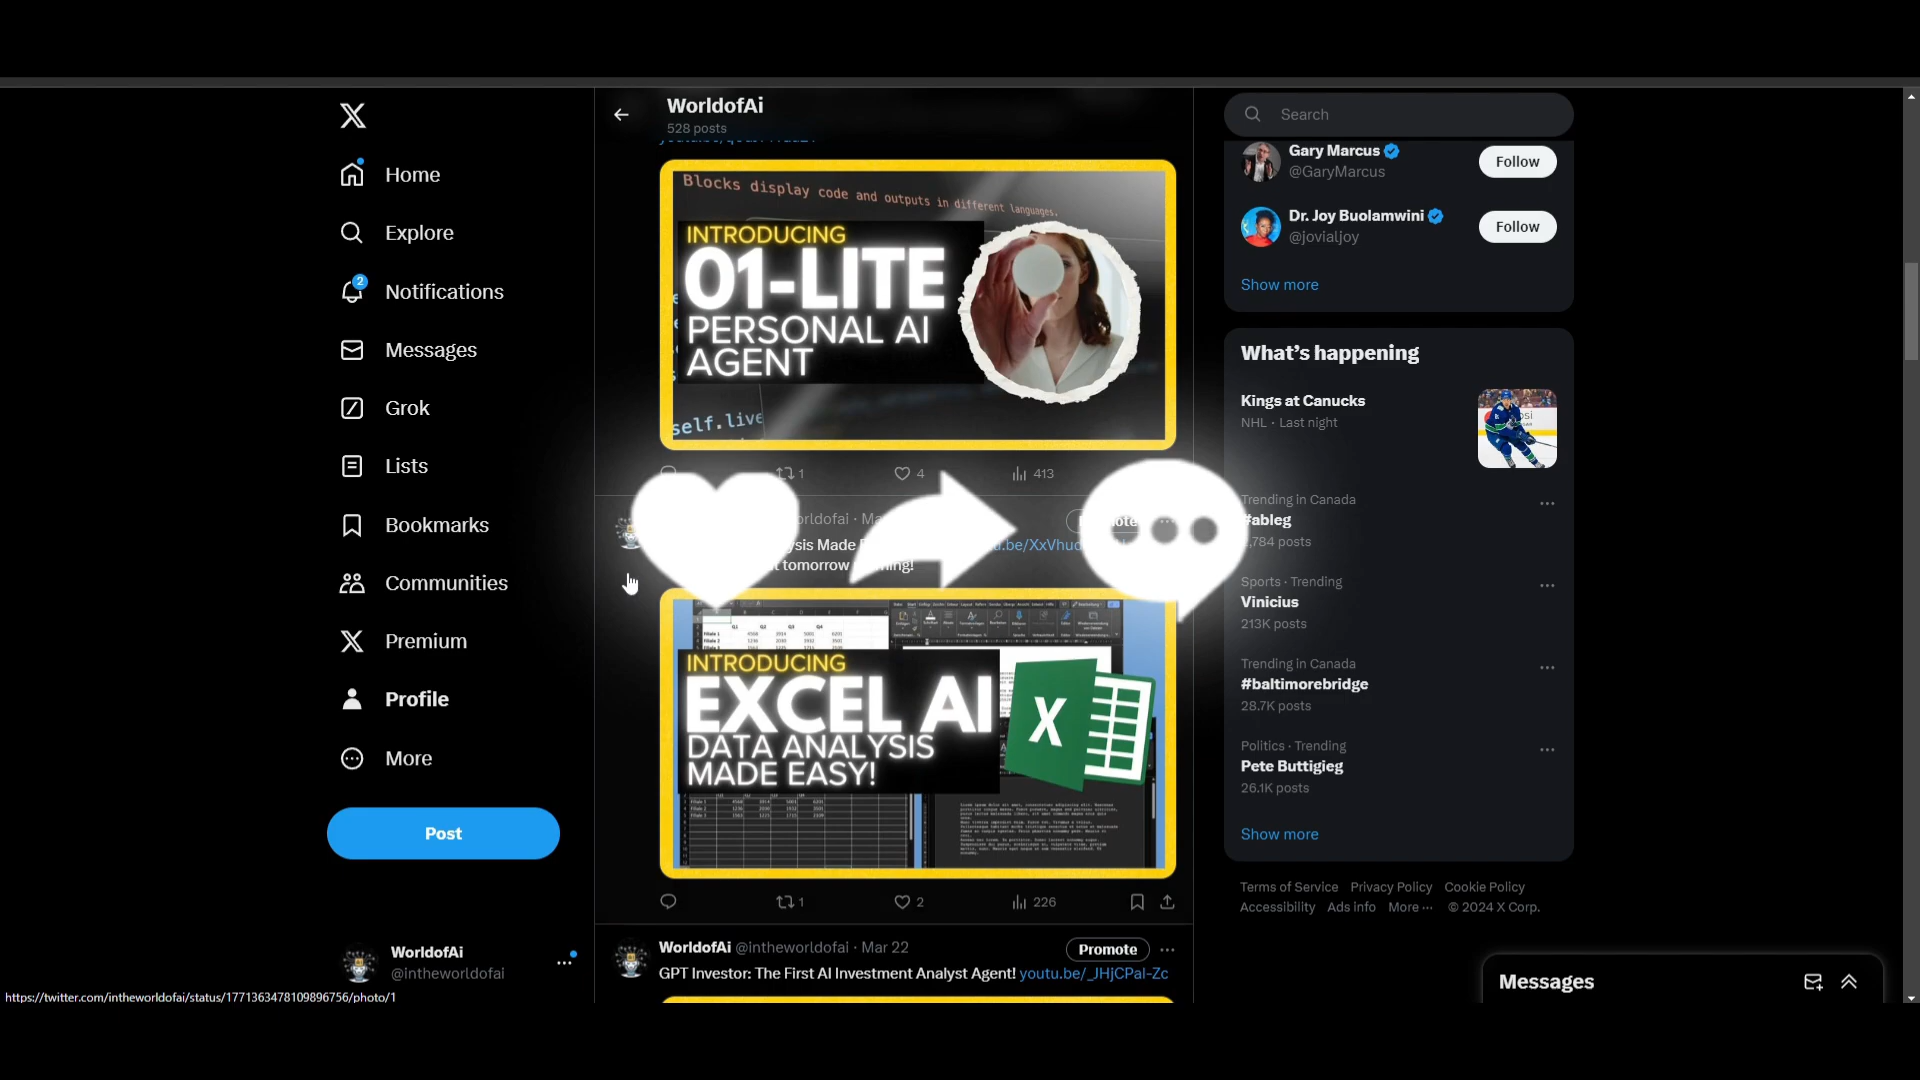 Home
Explore
2
Notifications
Messages
Grok
Lists
Bookmarks
Communities
Premium
Profile
More
Post
WorldofAi
@intheworldofai
https://twitter.com/intheworldofai/status/1771363478109896756/photo/1
WorldofAi
528 posts
Blocks display code and outputs in different languages.
INTRODUCING
01-LITE
PERSONAL AI
AGENT
self.live
1
4
413
tomorrow
INTRODUCING
EXCEL AI
DATA ANALYSIS
MADE EASY!
X
1
2
226
WorldofAi @intheworldofai · Mar 22
Promote
GPT Investor: The First AI Investment Analyst Agent! youtu.be/_JHjCPal-Zc
Search
Gary Marcus
@GaryMarcus
Follow
Dr. Joy Buolamwini
@jovialjoy
Follow
Show more
What's happening
Kings at Canucks
NHL · Last night
Trending in Canada
#ableg
,784 posts
Sports · Trending
Vinicius
213K posts
Trending in Canada
#baltimorebridge
28.7K posts
Politics · Trending
Pete Buttigieg
26.1K posts
Show more
Terms of Service Privacy Policy Cookie Policy
Accessibility Ads info More ··· © 2024 X Corp.
Messages